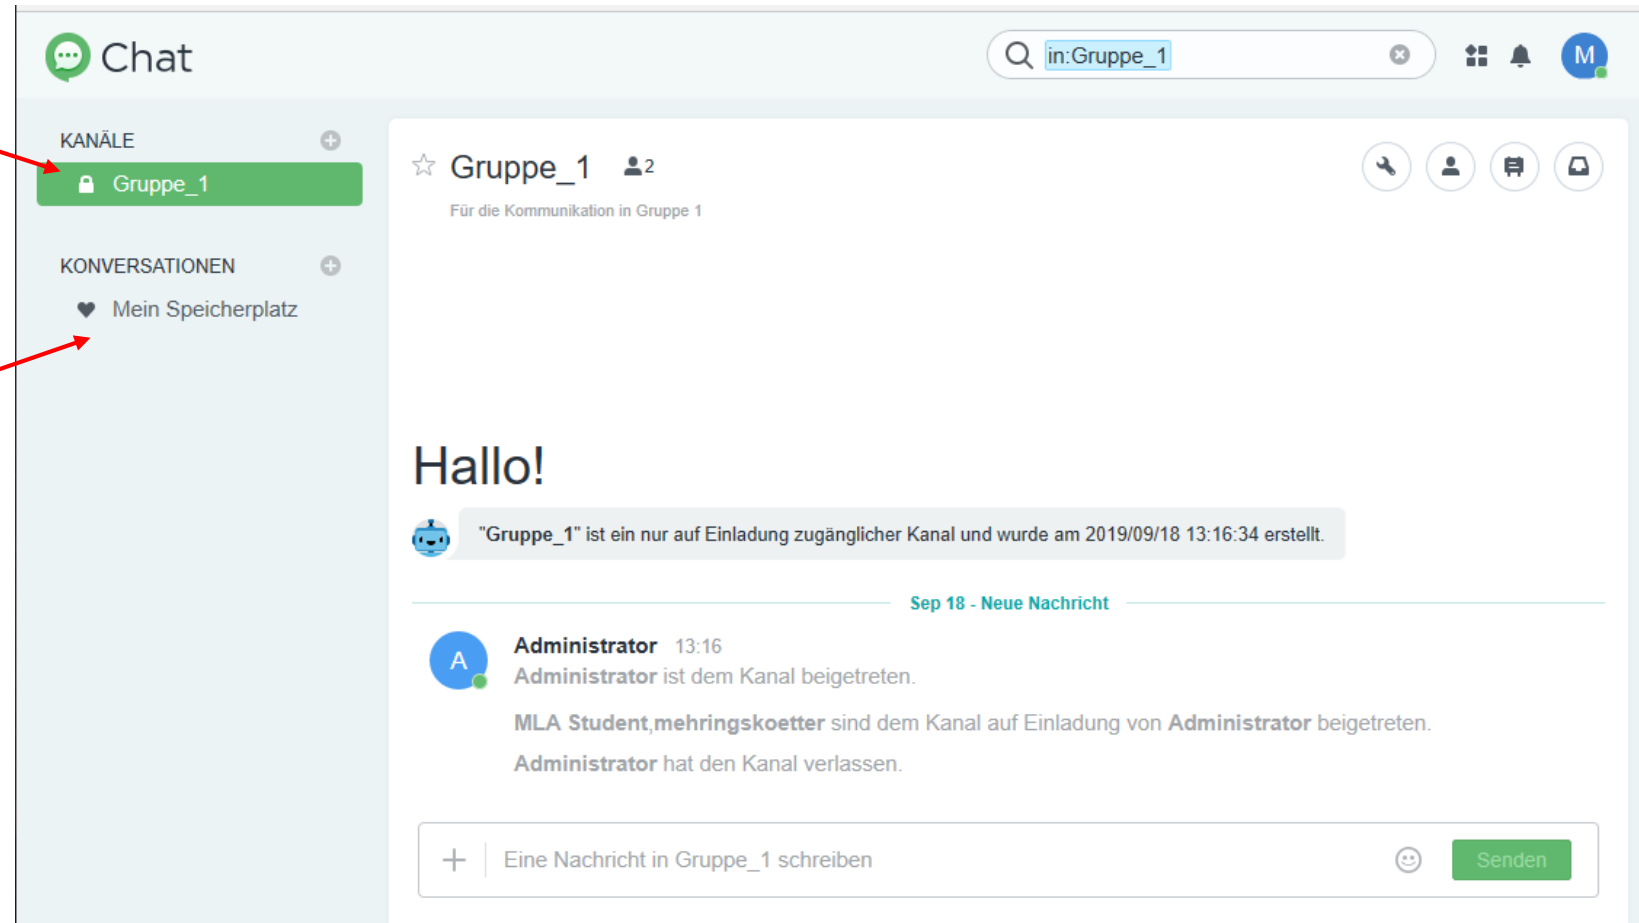 Chat
in:Gruppe_1
M
KANÄLE
Gruppe_1
KONVERSATIONEN
Mein Speicherplatz
Gruppe_1 2
Für die Kommunikation in Gruppe 1
Hallo!
"Gruppe_1" ist ein nur auf Einladung zugänglicher Kanal und wurde am 2019/09/18 13:16:34 erstellt.
Sep 18 - Neue Nachricht
A
Administrator 13:16
Administrator ist dem Kanal beigetreten.
MLA Student,mehringskoetter sind dem Kanal auf Einladung von Administrator beigetreten.
Administrator hat den Kanal verlassen.
Eine Nachricht in Gruppe_1 schreiben
Senden